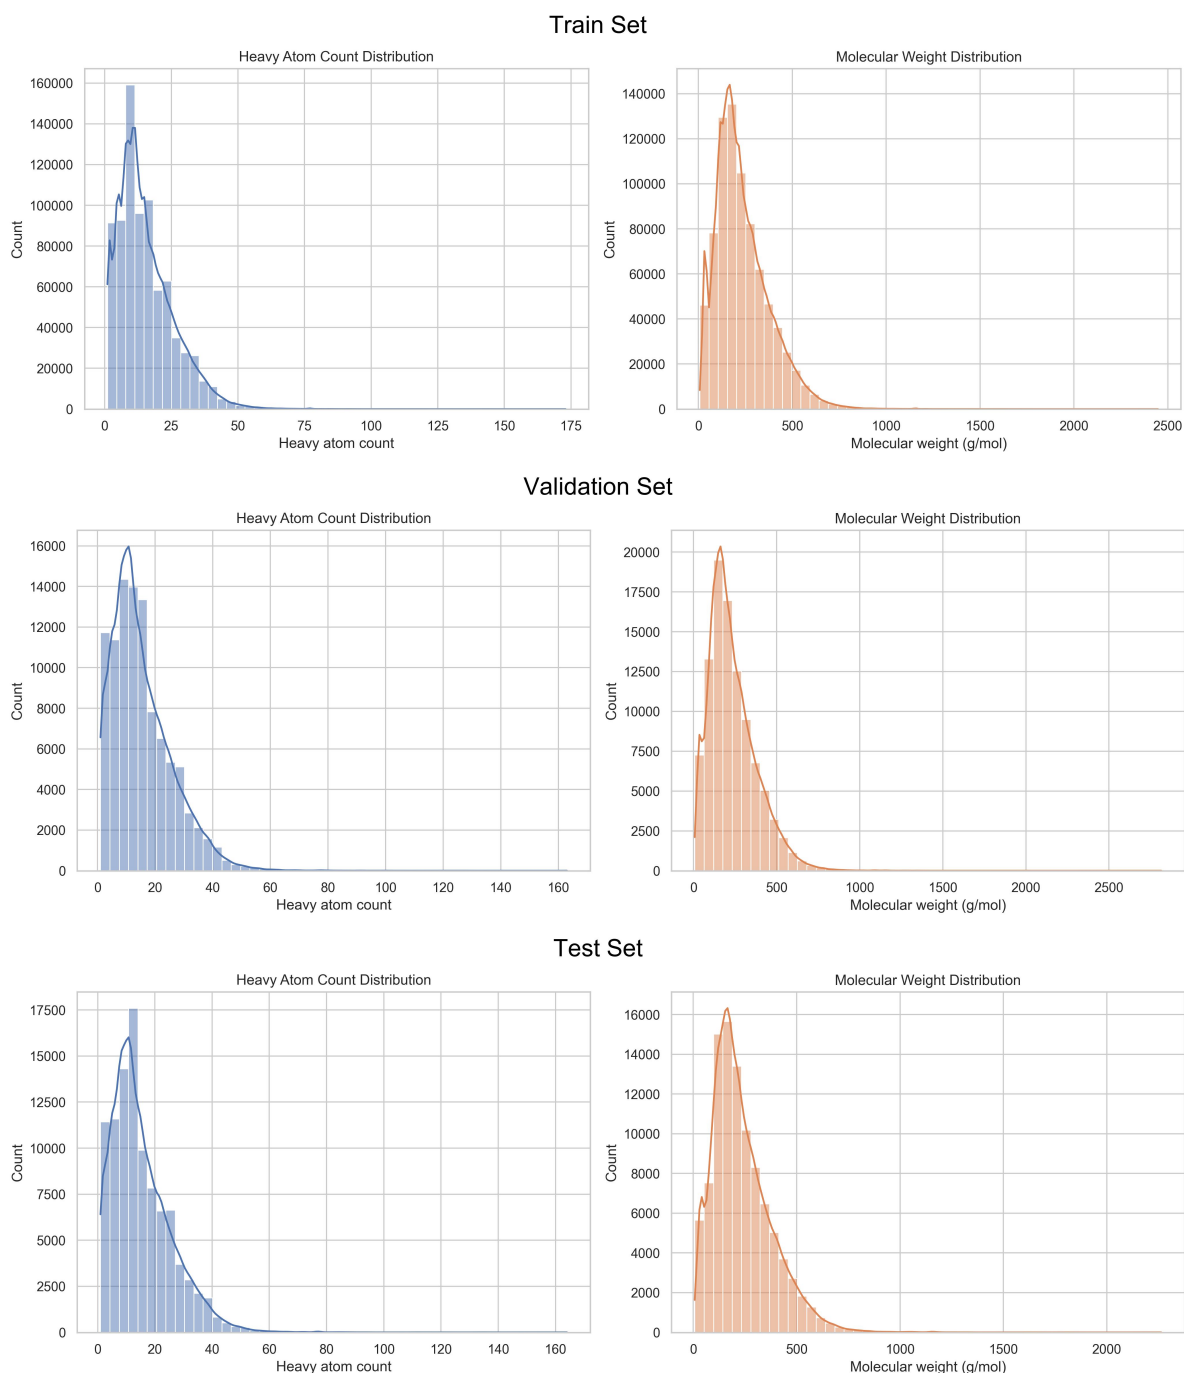 Train Set
Heavy Atom Count Distribution
160000
140000
120000
100000
80000
60000
40000
20000
0
Count
0 25 50 75 100 125 150 175
Heavy atom count
Molecular Weight Distribution
140000
120000
100000
80000
60000
40000
20000
0
Count
0 500 1000 1500 2000 2500
Molecular weight (g/mol)
Validation Set
Heavy Atom Count Distribution
16000
14000
12000
10000
8000
6000
4000
2000
0
Count
0 20 40 60 80 100 120 140 160
Heavy atom count
Molecular Weight Distribution
20000
17500
15000
12500
10000
7500
5000
2500
0
Count
0 500 1000 1500 2000 2500
Molecular weight (g/mol)
Test Set
Heavy Atom Count Distribution
17500
15000
12500
10000
7500
5000
2500
0
Count
0 20 40 60 80 100 120 140 160
Heavy atom count
Molecular Weight Distribution
16000
14000
12000
10000
8000
6000
4000
2000
0
Count
0 500 1000 1500 2000
Molecular weight (g/mol)